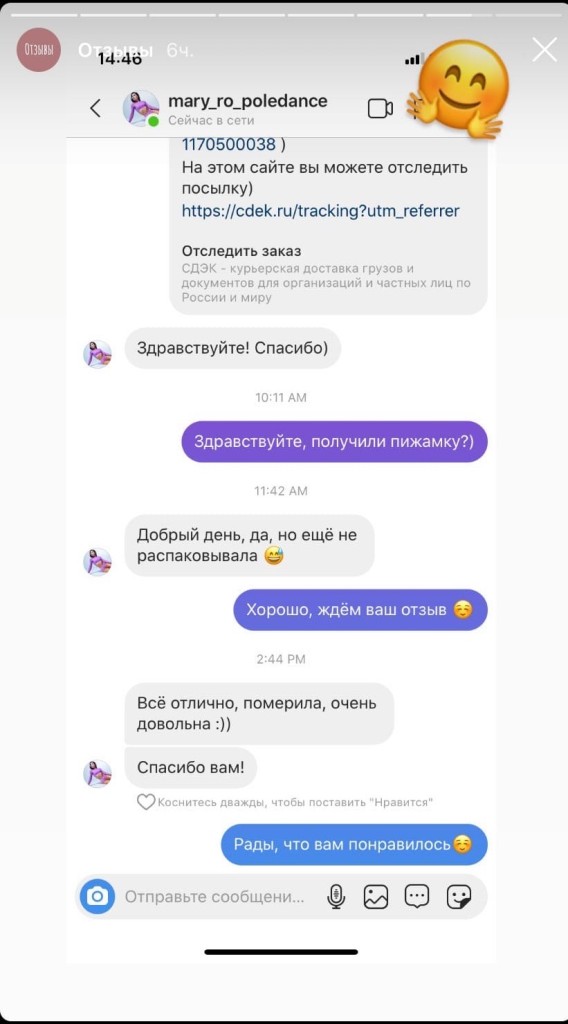 ОТЗЫВЫ
Отзывы 6ч.
14:46
mary_ro_poledance
Сейчас в сети
1170500038 )
На этом сайте вы можете отследить
посылку)
https://cdek.ru/tracking?utm_referrer
Отследить заказ
СДЭК - курьерская доставка грузов и
документов для организаций и частных лиц по
России и миру
Здравствуйте! Спасибо)
10:11 AM
Здравствуйте, получили пижамку?)
11:42 AM
Добрый день, да, но ещё не
распаковывала 😅
Хорошо, ждём ваш отзыв ☺️
2:44 PM
Всё отлично, померила, очень
довольна :))
Спасибо вам!
Коснитесь дважды, чтобы поставить "Нравится"
Рады, что вам понравилось☺️
Отправьте сообщени...